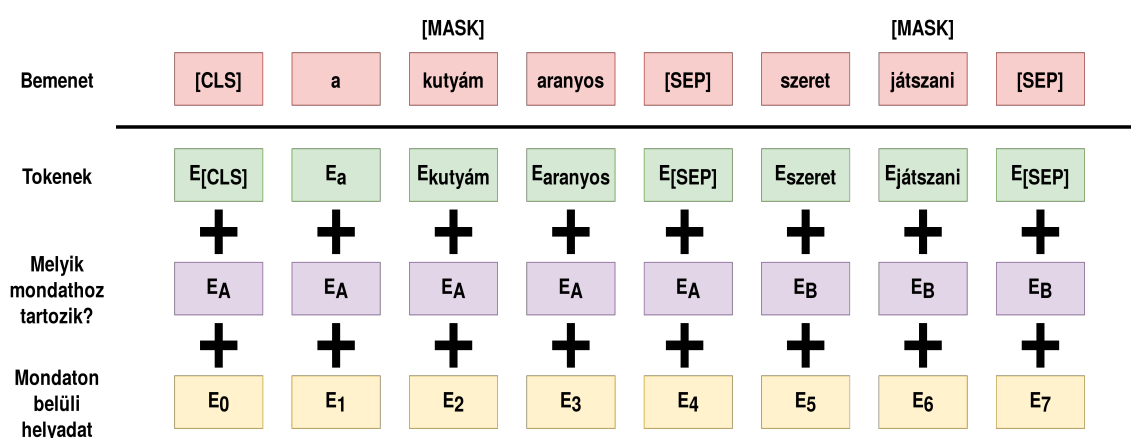 [MASK] [MASK]
Bemenet [CLS] a kutyám aranyos [SEP] szeret játszani [SEP]
Tokenek E[CLS] Ea Ekutyám Earanyos E[SEP] Eszeret Ejátszani E[SEP]
+ + + + + + + +
Melyik
mondathoz EA EA EA EA EA EB EB EB
tartozik?
+ + + + + + + +
Mondaton
belüli E0 E1 E2 E3 E4 E5 E6 E7
helyadat